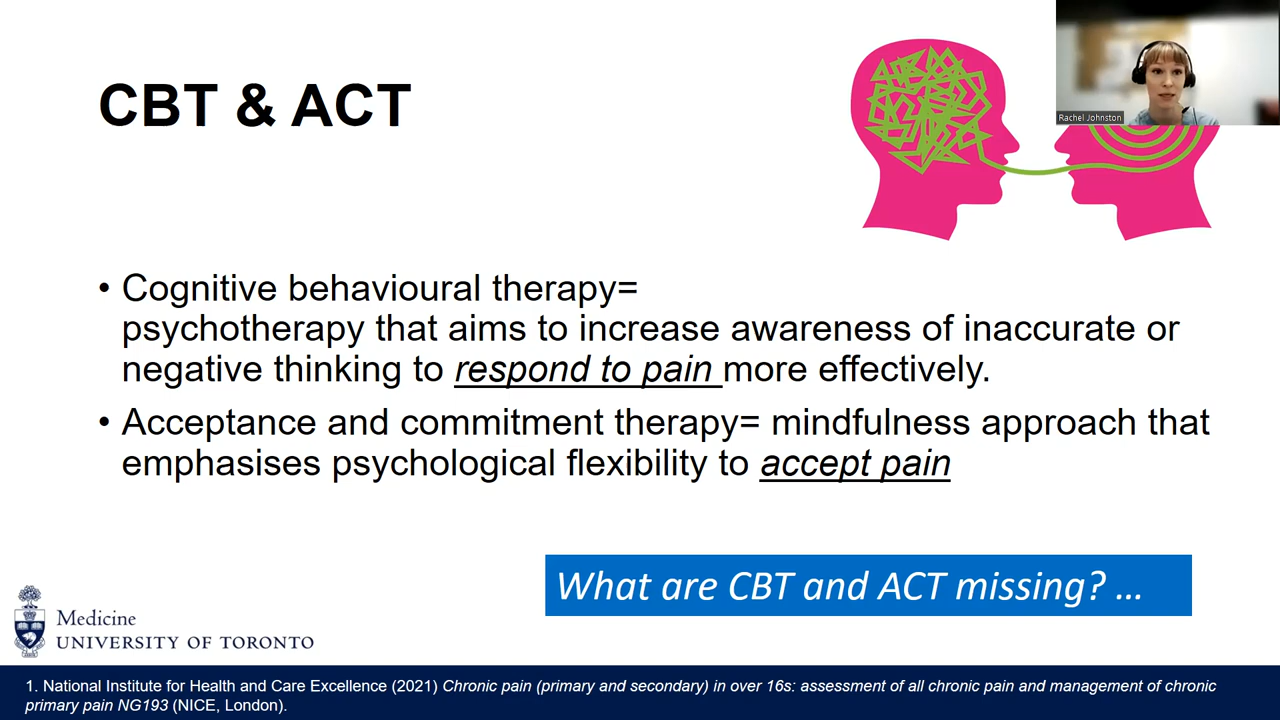 CBT & ACT
Rachel Johnston
• Cognitive behavioural therapy=
psychotherapy that aims to increase awareness of inaccurate or
negative thinking to respond to pain more effectively.
• Acceptance and commitment therapy= mindfulness approach that
emphasises psychological flexibility to accept pain
What are CBT and ACT missing? ...
Medicine
UNIVERSITY OF TORONTO
1. National Institute for Health and Care Excellence (2021) Chronic pain (primary and secondary) in over 16s: assessment of all chronic pain and management of chronic
primary pain NG193 (NICE, London).